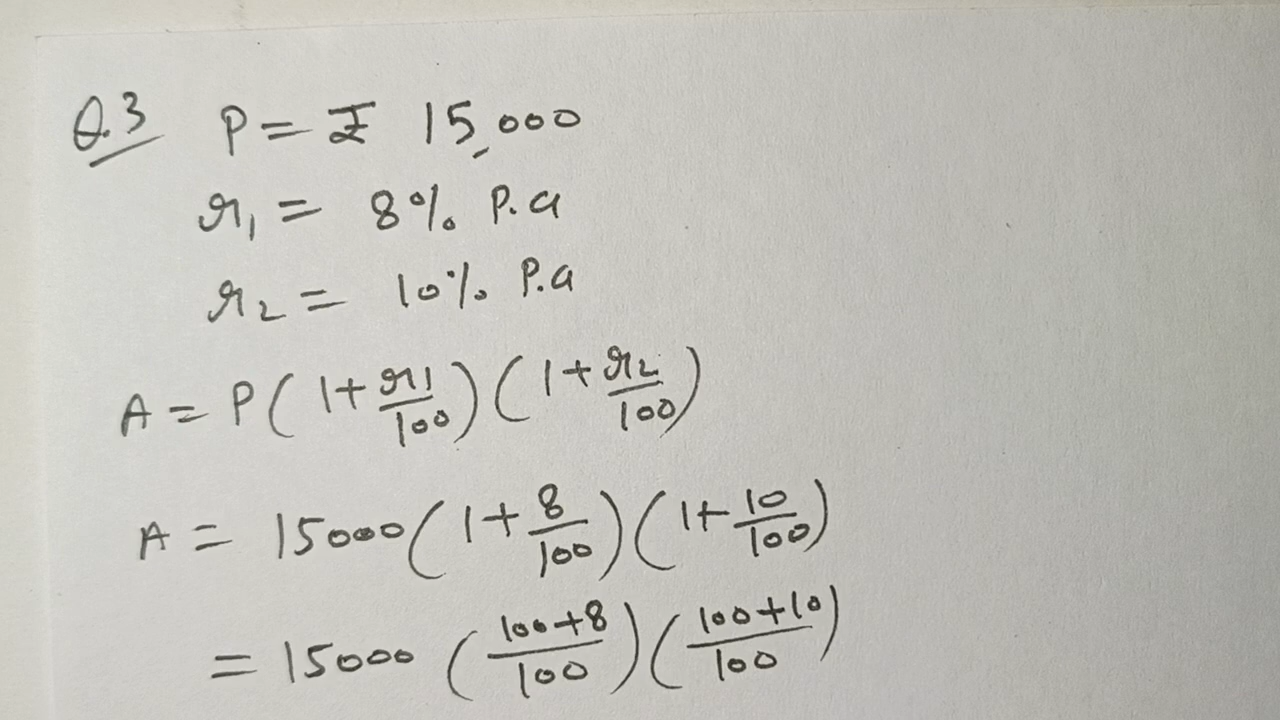 Q.3 P = ₹ 15,000
r₁ = 8% P.a
r₂ = 10% P.a
A = P(1+r1/100)(1+r₂/100)
A = 15000(1+8/100)(1+10/100)
= 15000 (100+8/100)(100+10/100)